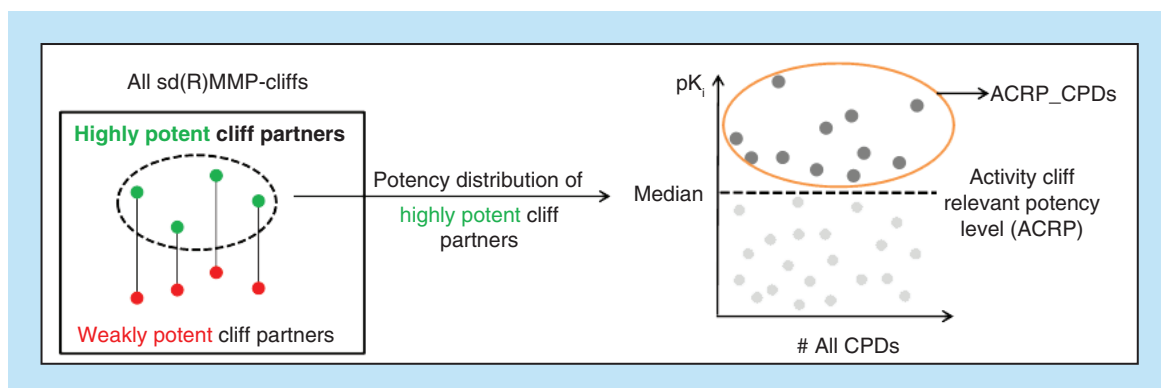 All sd(R)MMP-cliffs
Highly potent cliff partners
Weakly potent cliff partners
Potency distribution of
highly potent cliff
partners
pKi
Median
ACRP_CPDs
Activity cliff
relevant potency
level (ACRP)
# All CPDs